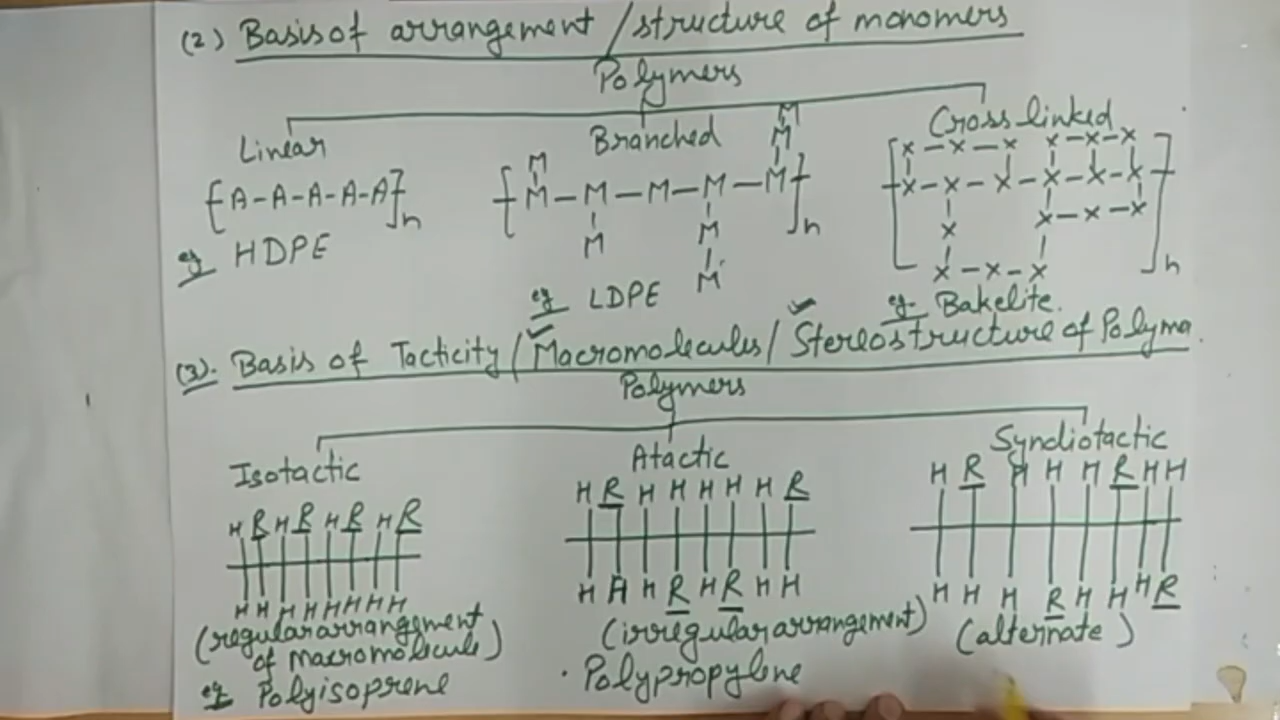 (2) Basis of arrangement / structure of monomers
Polymers
Linear
Branched
Cross linked
[A-A-A-A-A]n
M
M
M
[M-M-M-M-M]n
M
M
M
x-x-x x-x-x
x-x-x-x-x-x
x
x-x-x
x-x-x
n
eg HDPE
eg LDPE
eg. Bakelite.
(3). Basis of Tacticity / Macromolecules / Stereostructure of Polyma
Polymers
Isotactic
Atactic
Syndiotactic
H R H R H R H R
H H H H H H H H
H R H H H H H R
H H H R H R H H
H R H H H R H H
H H H R H H H R
(regular arrangement
of macromolecule)
(irregular arrangement)
(alternate)
eg Polyisoprene
. Polypropylene